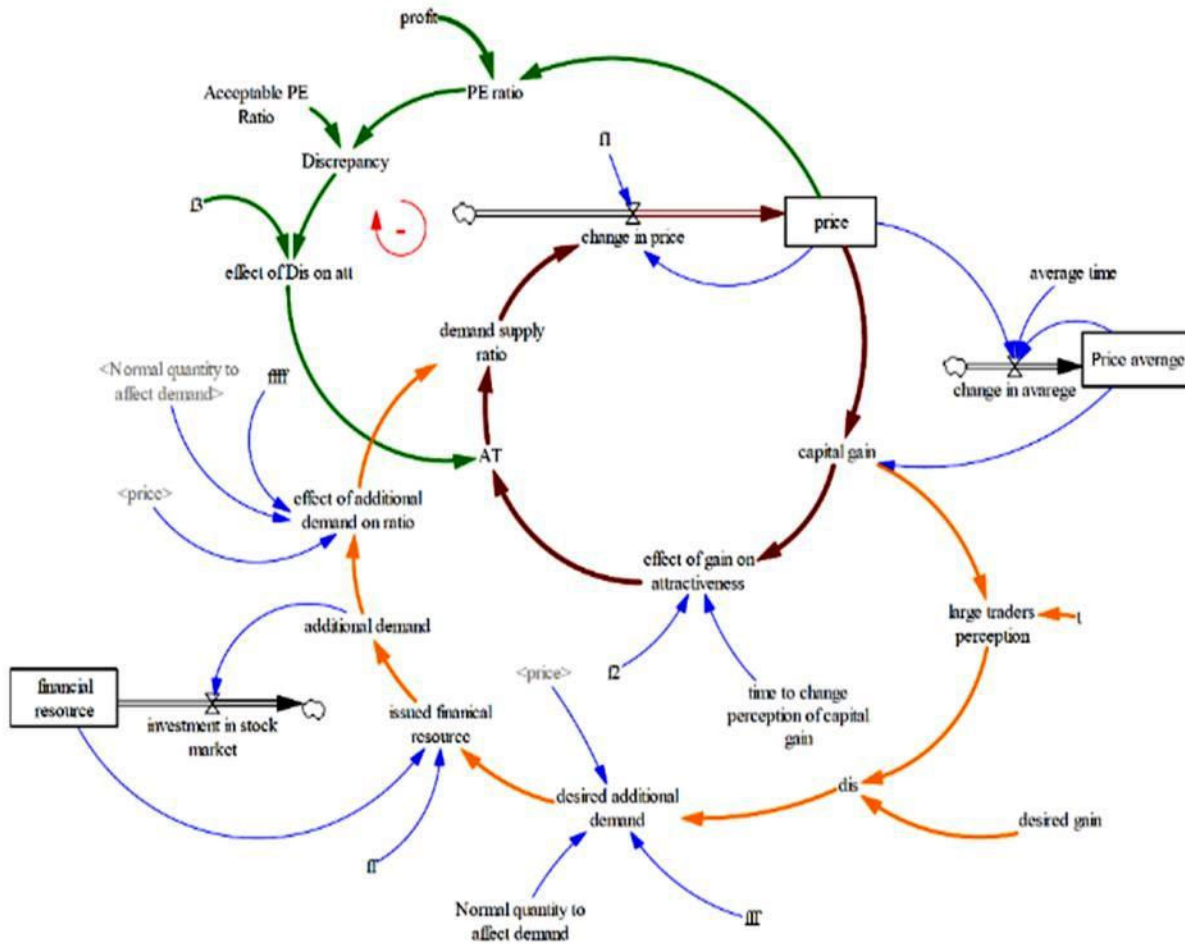 profit
Acceptable PE
Ratio
PE ratio
Discrepancy
f1
f3
-
price
change in price
effect of Dis on att
average time
demand supply
ratio
<Normal quantity to
affect demand>
ffff
Price average
change in avarege
AT
capital gain
<price>
effect of additional
demand on ratio
effect of gain on
attractiveness
additional demand
large traders
perception
t
financial
resource
investment in stock
market
issued finanical
resource
<price>
f2
time to change
perception of capital
gain
desired additional
demand
dis
desired gain
ff
Normal quantity to
affect demand
fff